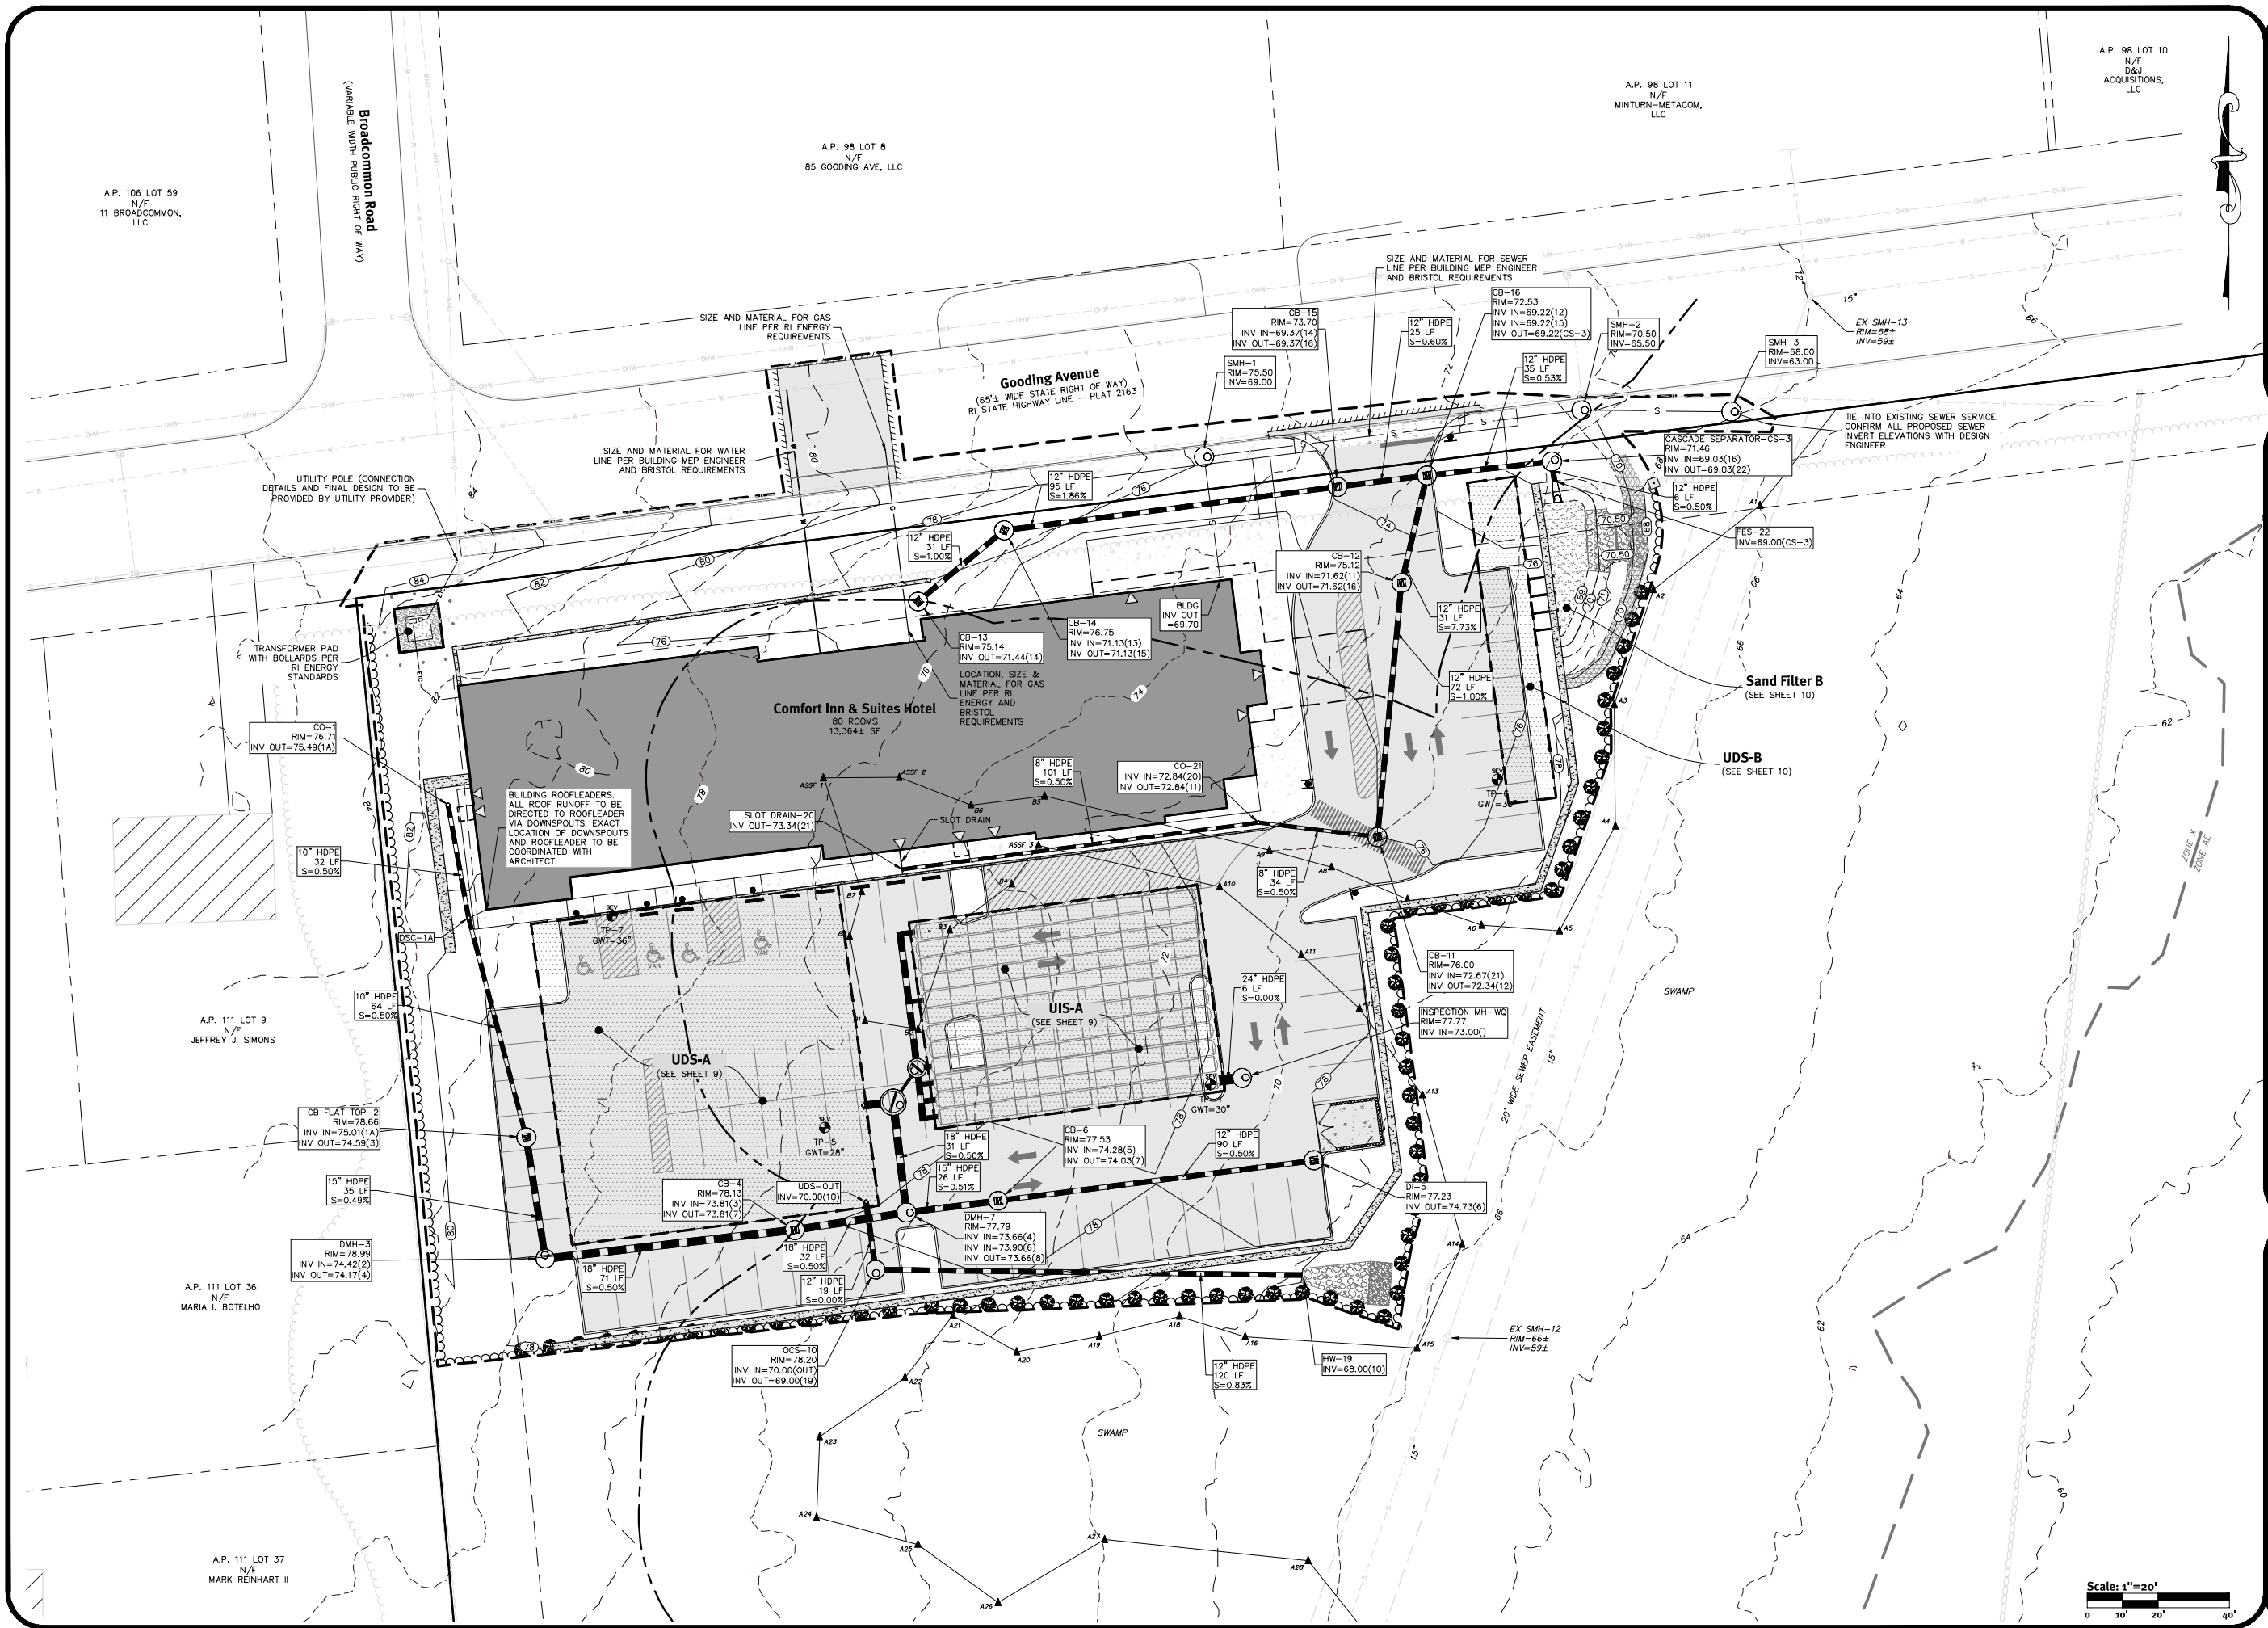 A.P. 98 LOT 10
N/F
D&J
ACQUISITIONS,
LLC
A.P. 98 LOT 11
N/F
MINTURN-METACOM,
LLC
A.P. 98 LOT 8
N/F
85 GOODING AVE, LLC
A.P. 106 LOT 59
N/F
11 BROADCOMMON,
LLC
Broadcommon Road
(VARIABLE WIDTH PUBLIC RIGHT OF WAY)
SIZE AND MATERIAL FOR SEWER
LINE PER BUILDING MEP ENGINEER
AND BRISTOL REQUIREMENTS
SIZE AND MATERIAL FOR GAS
LINE PER RI ENERGY
REQUIREMENTS
CB-15
RIM=73.70
INV IN=69.37(14)
INV OUT=69.37(16)
12" HDPE
25 LF
S=0.60%
CB-16
RIM=72.53
INV IN=69.22(12)
INV IN=69.22(15)
INV OUT=69.22(CS-3)
SMH-2
RIM=70.50
INV=65.50
SMH-3
RIM=68.00
INV=63.00
12"
15"
EX SMH-13
RIM=68±
INV=59±
SMH-1
RIM=75.50
INV=69.00
12" HDPE
35 LF
S=0.53%
Gooding Avenue
(65'± WIDE STATE RIGHT OF WAY)
RI STATE HIGHWAY LINE - PLAT 2163
TIE INTO EXISTING SEWER SERVICE.
CONFIRM ALL PROPOSED SEWER
INVERT ELEVATIONS WITH DESIGN
ENGINEER
CASCADE SEPARATOR-CS-3
RIM=71.46
INV IN=69.03(16)
INV OUT=69.03(22)
SIZE AND MATERIAL FOR WATER
LINE PER BUILDING MEP ENGINEER
AND BRISTOL REQUIREMENTS
UTILITY POLE (CONNECTION
DETAILS AND FINAL DESIGN TO BE
PROVIDED BY UTILITY PROVIDER)
12" HDPE
95 LF
S=1.86%
12" HDPE
6 LF
S=0.50%
FES-22
INV=69.00(CS-3)
12" HDPE
31 LF
S=1.00%
CB-12
RIM=75.12
INV IN=71.62(11)
INV OUT=71.62(16)
12" HDPE
31 LF
S=7.73%
BLDG
INV OUT
=69.70
CB-13
RIM=75.14
INV OUT=71.44(14)
CB-14
RIM=76.75
INV IN=71.13(13)
INV OUT=71.13(15)
TRANSFORMER PAD
WITH BOLLARDS PER
RI ENERGY
STANDARDS
LOCATION, SIZE &
MATERIAL FOR GAS
LINE PER RI
ENERGY AND
BRISTOL
REQUIREMENTS
12" HDPE
72 LF
S=1.00%
Sand Filter B
(SEE SHEET 10)
Comfort Inn & Suites Hotel
80 ROOMS
13,364± SF
CO-1
RIM=76.71
INV OUT=75.49(1A)
UDS-B
(SEE SHEET 10)
8" HDPE
101 LF
S=0.50%
CO-21
INV IN=72.84(20)
INV OUT=72.84(11)
BUILDING ROOFLEADERS.
ALL ROOF RUNOFF TO BE
DIRECTED TO ROOFLEADER
VIA DOWNSPOUTS. EXACT
LOCATION OF DOWNSPOUTS
AND ROOFLEADER TO BE
COORDINATED WITH
ARCHITECT.
SLOT DRAIN-20
INV OUT=73.34(21)
SLOT DRAIN
10" HDPE
32 LF
S=0.50%
8" HDPE
34 LF
S=0.50%
DSC-1A
TP-7
GWT=36"
VAN
VAN
CB-11
RIM=76.00
INV IN=72.67(21)
INV OUT=72.34(12)
10" HDPE
64 LF
S=0.50%
24" HDPE
6 LF
S=0.00%
UIS-A
(SEE SHEET 9)
INSPECTION MH-WQ
RIM=77.77
INV IN=73.00()
SWAMP
A.P. 111 LOT 9
N/F
JEFFREY J. SIMONS
UDS-A
(SEE SHEET 9)
20' WIDE SEWER EASEMENT
15"
ZONE X
ZONE AE
GWT=30"
CB FLAT TOP-2
RIM=78.66
INV IN=75.01(1A)
INV OUT=74.59(3)
TP-5
GWT=28"
18" HDPE
31 LF
S=0.50%
CB-6
RIM=77.53
INV IN=74.28(5)
INV OUT=74.03(7)
12" HDPE
90 LF
S=0.50%
15" HDPE
35 LF
S=0.49%
15" HDPE
26 LF
S=0.51%
CB-4
RIM=78.13
INV IN=73.81(3)
INV OUT=73.81(7)
UDS-OUT
INV=70.00(10)
DI-5
RIM=77.23
INV OUT=74.73(6)
DMH-7
RIM=77.79
INV IN=73.66(4)
INV IN=73.90(6)
INV OUT=73.66(8)
DMH-3
RIM=78.99
INV IN=74.42(2)
INV OUT=74.17(4)
18" HDPE
71 LF
S=0.50%
18" HDPE
32 LF
S=0.50%
12" HDPE
19 LF
S=0.00%
A.P. 111 LOT 36
N/F
MARIA I. BOTELHO
OCS-10
RIM=78.20
INV IN=70.00(OUT)
INV OUT=69.00(19)
12" HDPE
120 LF
S=0.83%
HW-19
INV=68.00(10)
EX SMH-12
RIM=66±
INV=59±
SWAMP
15"
A.P. 111 LOT 37
N/F
MARK REINHART II
Scale: 1"=20'
0 10' 20' 40'